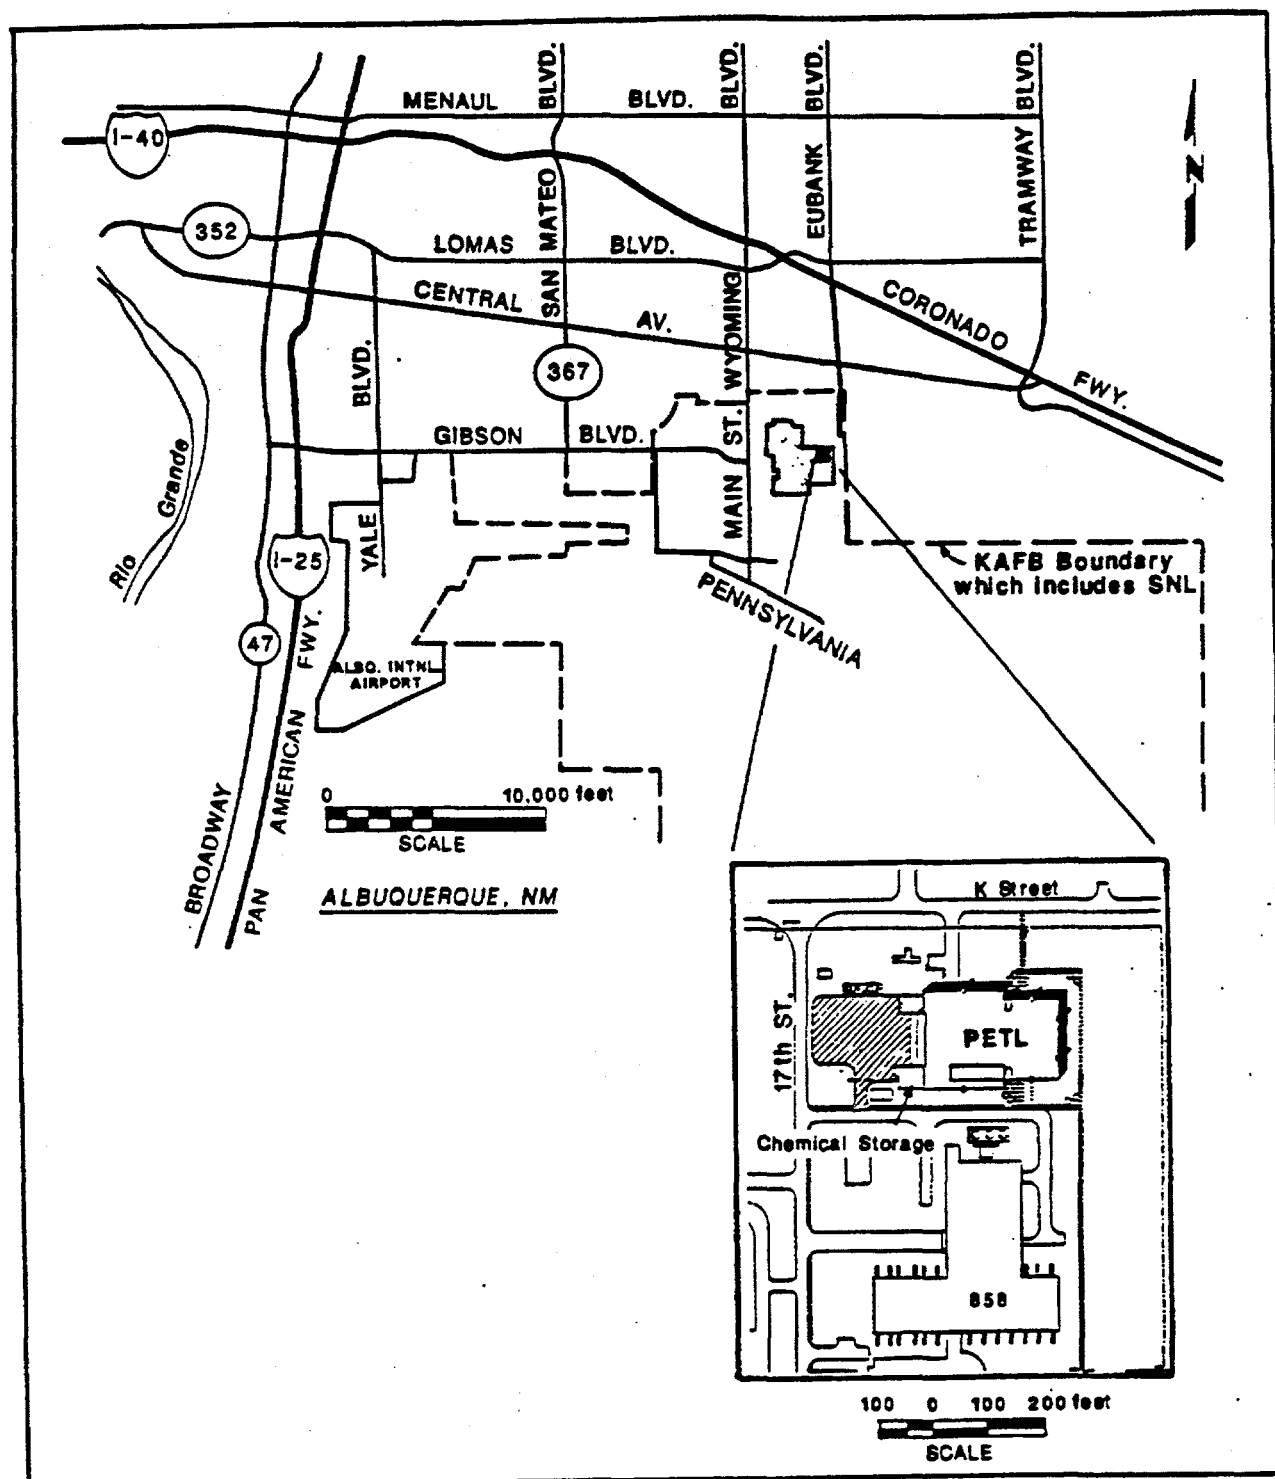 MENAUL BLVD.
I-40
BLVD.
BLVD.
BLVD.
BLVD.
SAN MATEO
EUBANK
TRAMWAY
N
352
LOMAS BLVD.
CENTRAL AV.
WYOMING
CORONADO
FWY.
367
BLVD.
YALE
GIBSON BLVD.
MAIN ST.
Rio Grande
I-25
KAFB Boundary
which includes SNL
PENNSYLVANIA
47
FWY.
ALBQ. INTNL
AIRPORT
AMERICAN
PAN
BROADWAY
0 10,000 feet
SCALE
ALBUQUERQUE, NM
K Street
17th ST.
PETL
Chemical Storage
858
100 0 100 200 feet
SCALE